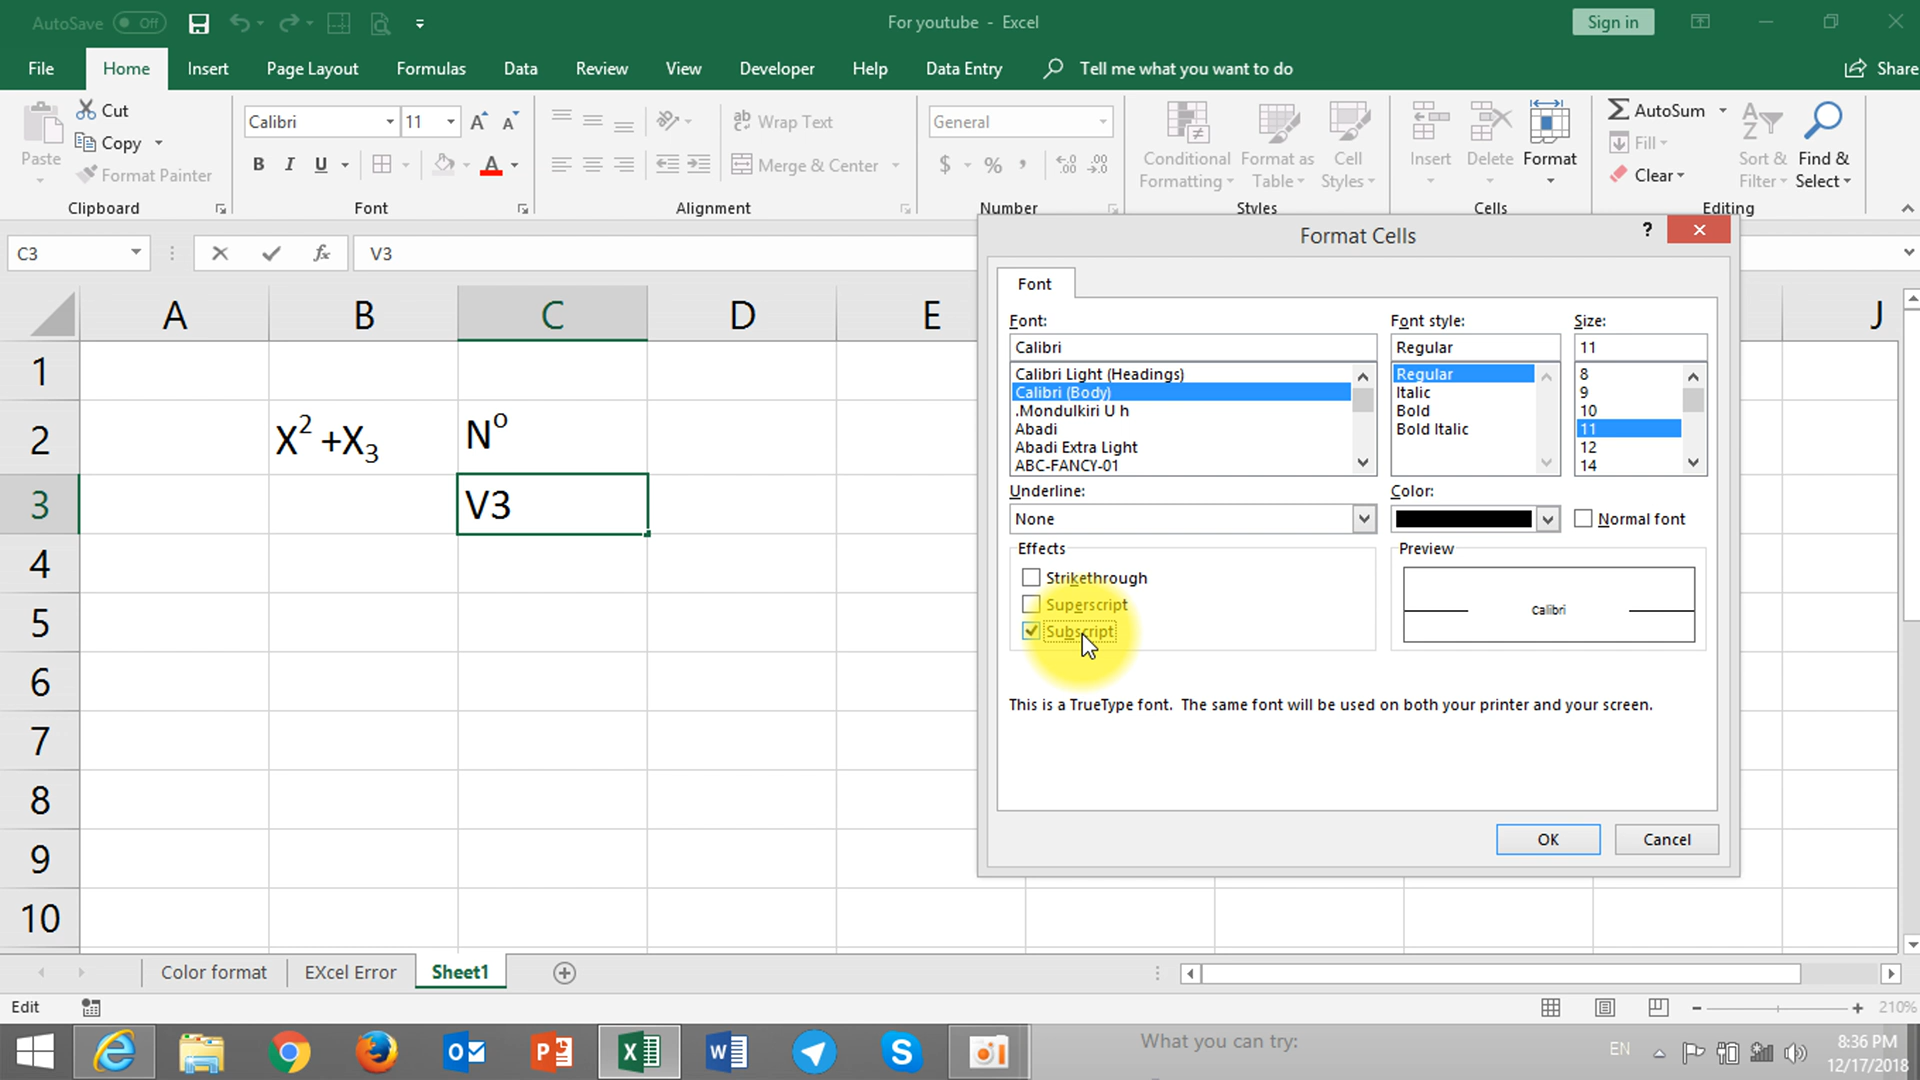 AutoSave Off For youtube - Excel Sign in
File Home Insert Page Layout Formulas Data Review View Developer Help Data Entry Tell me what you want to do Share
Paste Cut Copy Format Painter
Clipboard
Calibri 11
B I U A
Font
ab Wrap Text
Merge & Center
Alignment
General
$ % , .00 .00
Number
Conditional Formatting Format as Table Cell Styles
Styles
Insert Delete Format
Cells
AutoSum Fill Clear
Sort & Filter Find & Select
Editing
C3 fx V3
A B C D E J
1
2 X² +X₃ Nº
3 V3
4
5
6
7
8
9
10
Format Cells ?
Font
Font: Font style: Size:
Calibri Regular 11
Calibri Light (Headings) Regular 8
Calibri (Body) Italic 9
.Mondulkiri U h Bold 10
Abadi Bold Italic 11
Abadi Extra Light 12
ABC-FANCY-01 14
Underline: Color:
None Normal font
Effects Preview
Strikethrough
Superscript Calibri
Subscript
This is a TrueType font. The same font will be used on both your printer and your screen.
OK Cancel
Color format EXcel Error Sheet1
Edit 210%
What you can try: EN 8:36 PM
12/17/2018